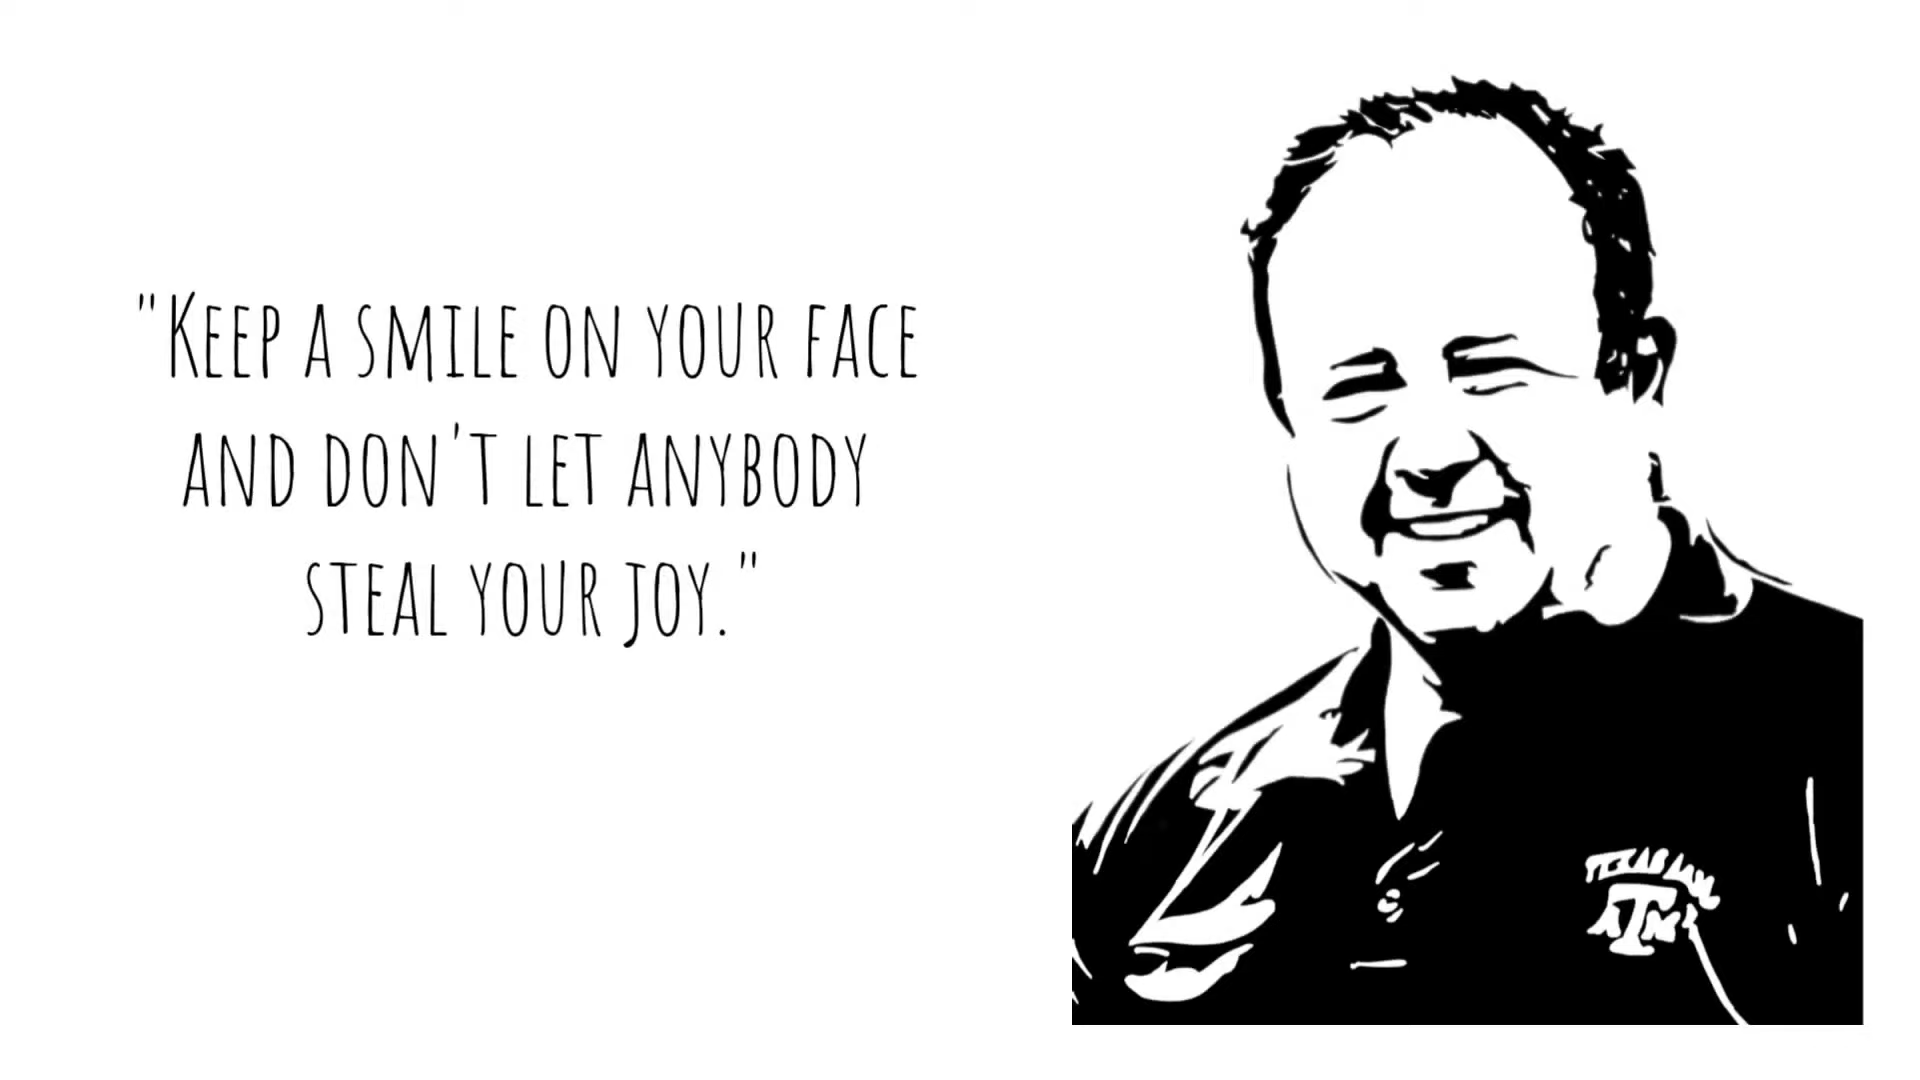 "KEEP A SMILE ON YOUR FACE
AND DON'T LET ANYBODY
STEAL YOUR JOY."
TEXAS A&M
ATM